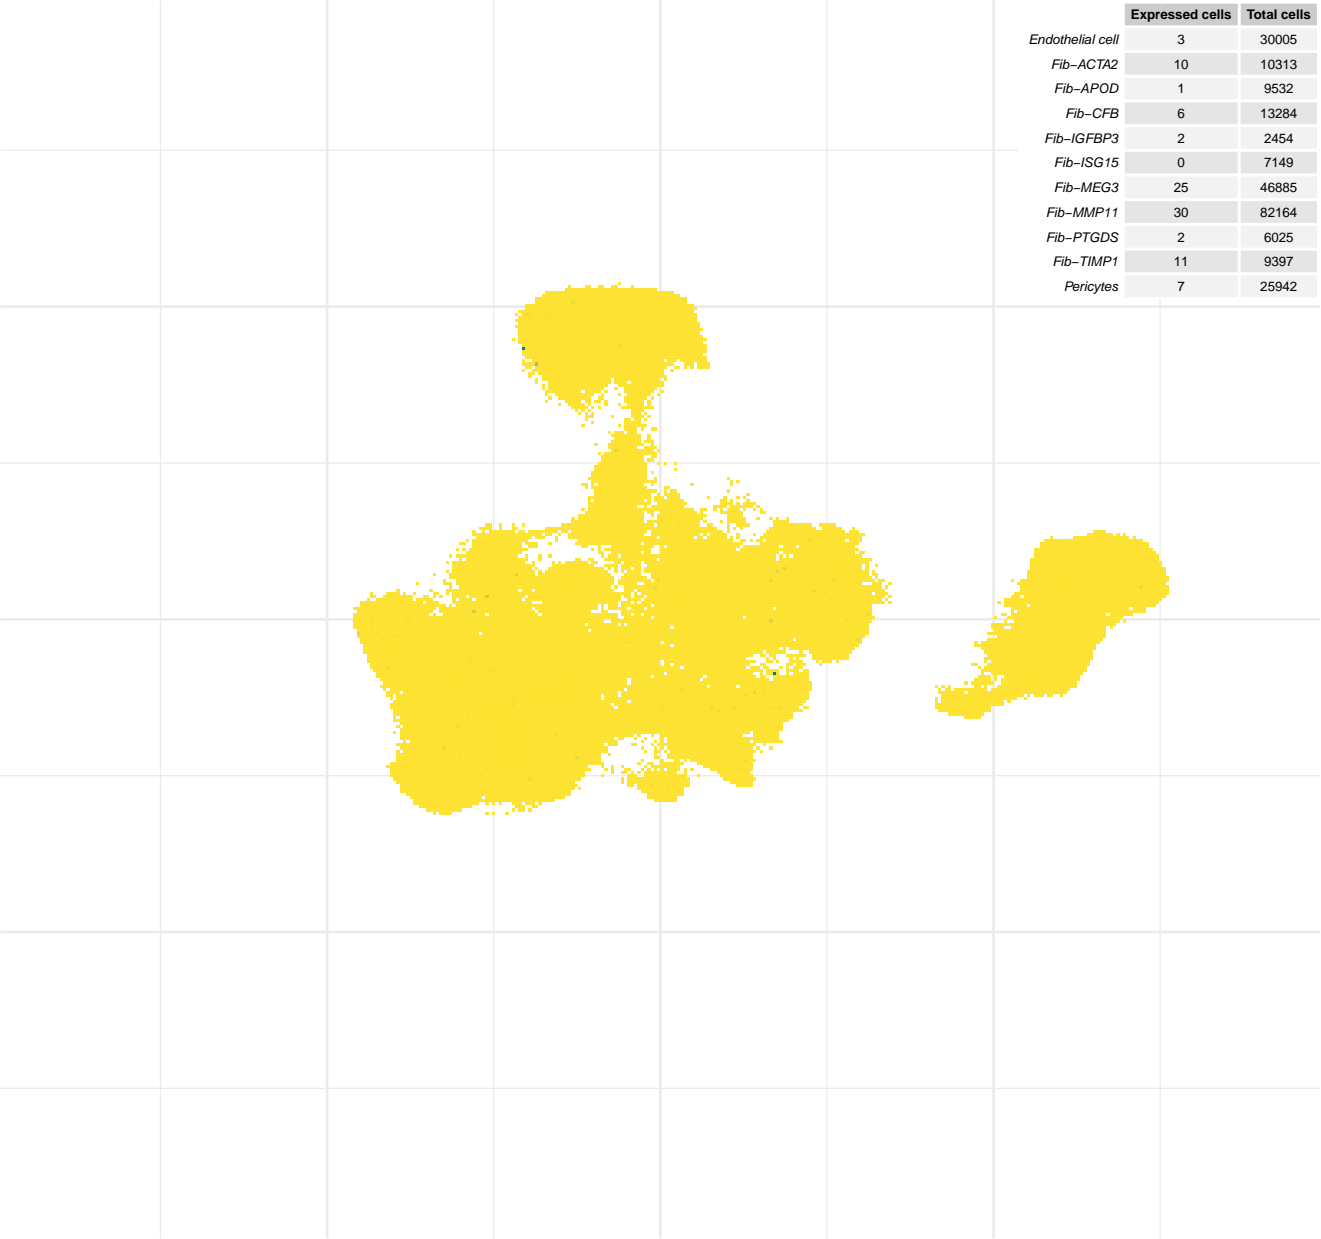 Expressed cells Total cells
Endothelial cell 3 30005
Fib−ACTA2 10 10313
Fib−APOD 1 9532
Fib−CFB 6 13284
Fib−IGFBP3 2 2454
Fib−ISG15 0 7149
Fib−MEG3 25 46885
Fib−MMP11 30 82164
Fib−PTGDS 2 6025
Fib−TIMP1 11 9397
Pericytes 7 25942